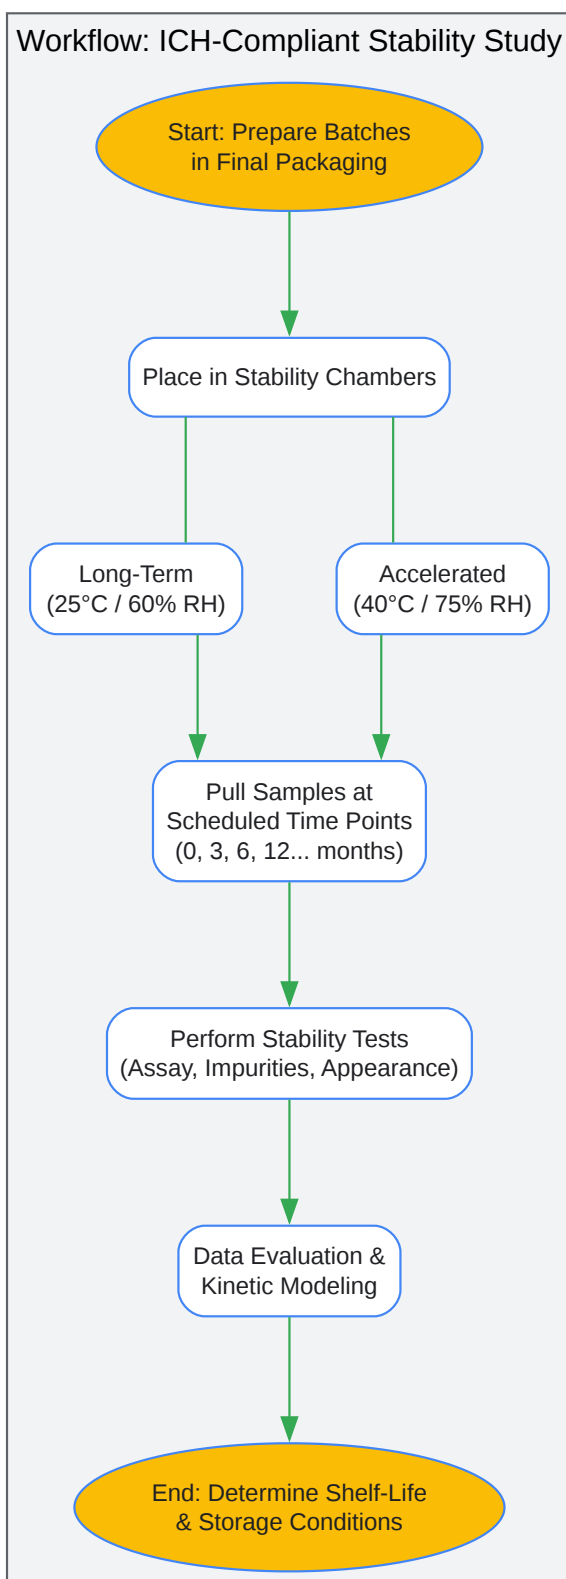 Workflow: ICH-Compliant Stability Study
Start: Prepare Batches
in Final Packaging
Place in Stability Chambers
Long-Term
(25°C / 60% RH)
Accelerated
(40°C / 75% RH)
Pull Samples at
Scheduled Time Points
(0, 3, 6, 12... months)
Perform Stability Tests
(Assay, Impurities, Appearance)
Data Evaluation &
Kinetic Modeling
End: Determine Shelf-Life
& Storage Conditions